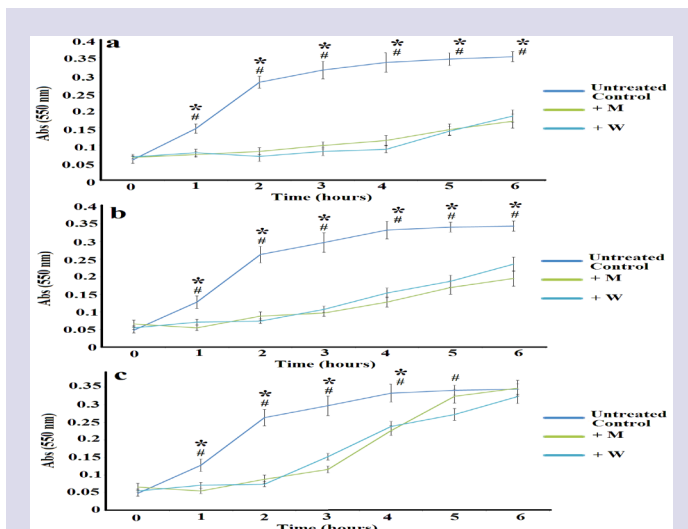 a
0.4
0.35
0.3
0.25
0.2
0.15
0.1
0.05
0
Abs (550 nm)
* * * * * *
# # # # # #
0 1 2 3 4 5 6
Time (hours)
Untreated
Control
+ M
+ W
b
0.4
0.35
0.3
0.25
0.2
0.15
0.1
0.05
0
Abs (550 nm)
* * * * * *
# # # # # #
0 1 2 3 4 5 6
Time (hours)
Untreated
Control
+ M
+ W
c
0.35
0.3
0.25
0.2
0.15
0.1
0.05
0
Abs (550 nm)
* * * * #
# # # #
0 1 2 3 4 5 6
Time (hours)
Untreated
Control
+ M
+ W